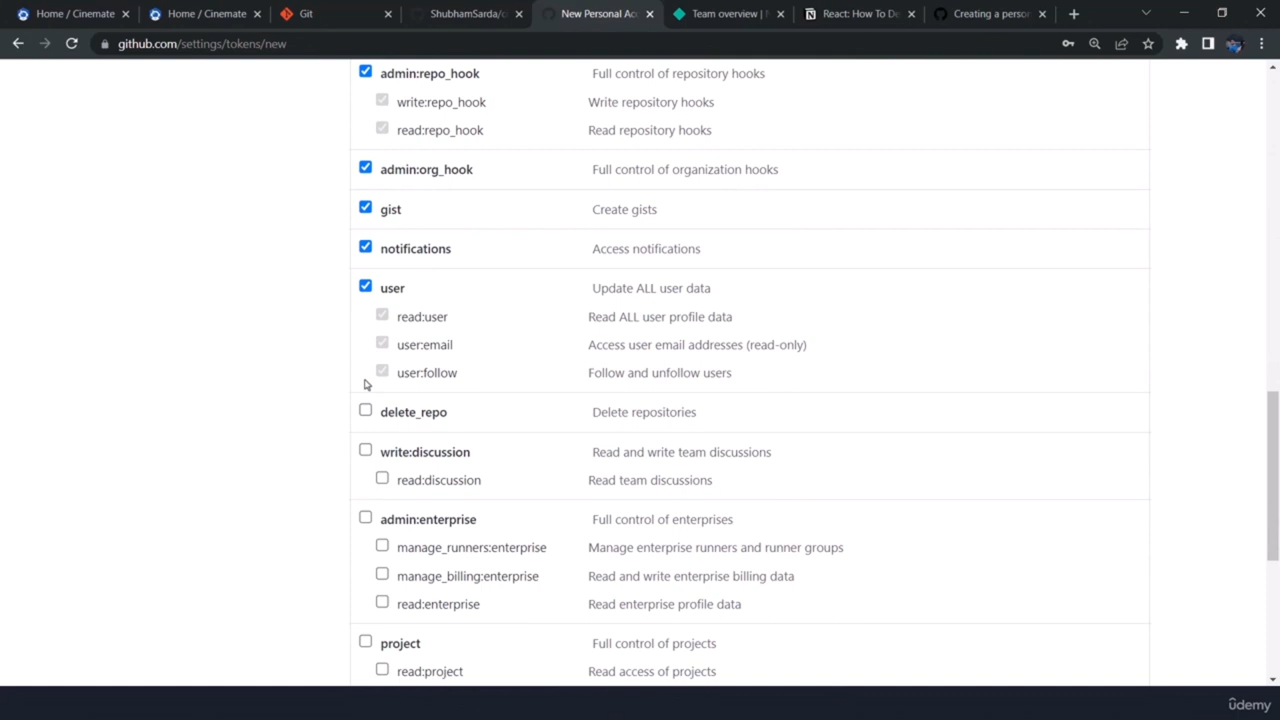 Home / Cinemate
Home / Cinemate
Git
ShubhamSarda/c
New Personal Acc
Team overview |
React: How To De
Creating a person
github.com/settings/tokens/new
admin:repo_hook Full control of repository hooks
write:repo_hook Write repository hooks
read:repo_hook Read repository hooks
admin:org_hook Full control of organization hooks
gist Create gists
notifications Access notifications
user Update ALL user data
read:user Read ALL user profile data
user:email Access user email addresses (read-only)
user:follow Follow and unfollow users
delete_repo Delete repositories
write:discussion Read and write team discussions
read:discussion Read team discussions
admin:enterprise Full control of enterprises
manage_runners:enterprise Manage enterprise runners and runner groups
manage_billing:enterprise Read and write enterprise billing data
read:enterprise Read enterprise profile data
project Full control of projects
read:project Read access of projects
ûdemy